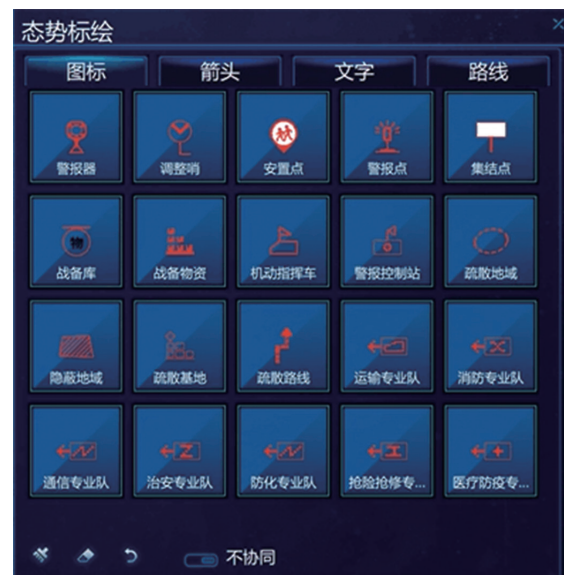 态势标绘
图标 箭头 文字 路线
警报器 调整哨 安置点 警报点 集结点
物
战备库 战备物资 机动指挥车 警报控制站 疏散地域
隐蔽地域 疏散基地 疏散路线 运输专业队 消防专业队
通信专业队 治安专业队 防化专业队 抢险抢修专... 医疗防疫专...
不协同